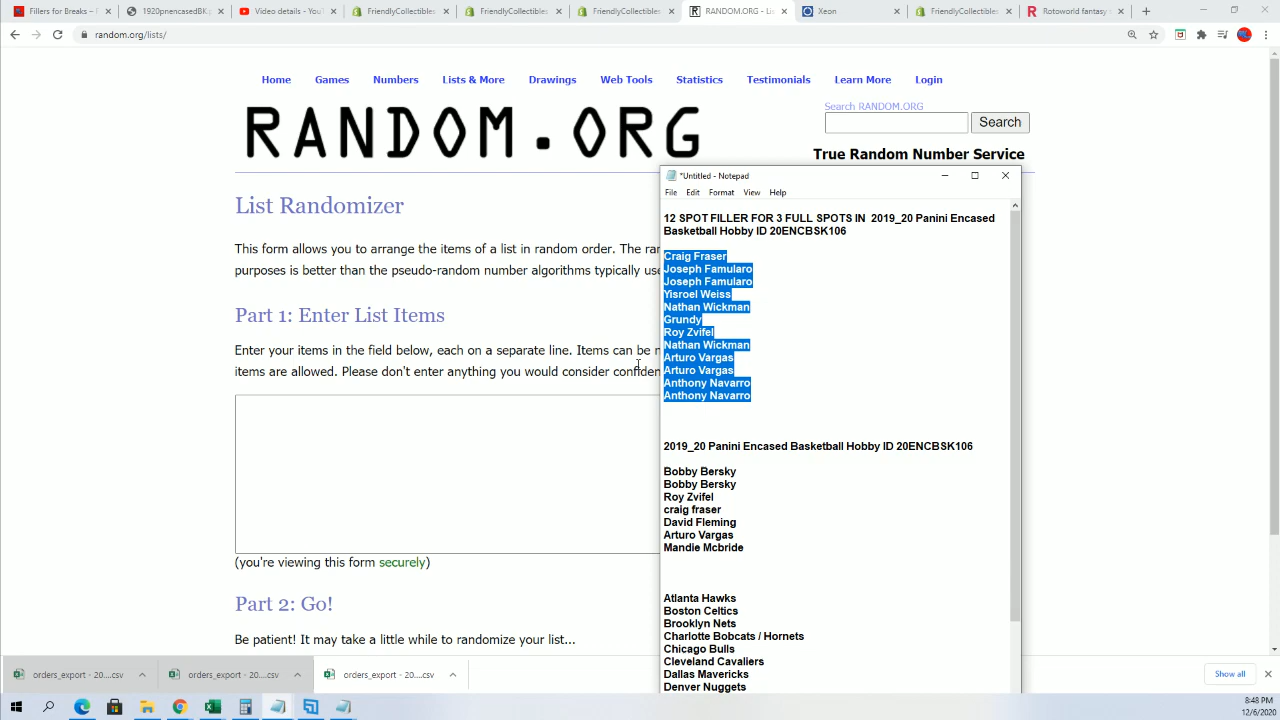 Fillers for Breaks - F
1920pnencasedBK
Video details - YouT
FriendlyCollectibles
FriendlyCollectibles
FriendlyCollectibles
RANDOM.ORG - Lis
Xeon
FriendlyCollectibles
Rotoworld fantasy
random.org/lists/
Home Games Numbers Lists & More Drawings Web Tools Statistics Testimonials Learn More Login
RANDOM.ORG
Search RANDOM.ORG
Search
True Random Number Service
List Randomizer
This form allows you to arrange the items of a list in random order. The ran
purposes is better than the pseudo-random number algorithms typically use
Part 1: Enter List Items
Enter your items in the field below, each on a separate line. Items can be n
items are allowed. Please don't enter anything you would consider confiden
(you're viewing this form securely)
Part 2: Go!
Be patient! It may take a little while to randomize your list...
*Untitled - Notepad
File Edit Format View Help
12 SPOT FILLER FOR 3 FULL SPOTS IN 2019_20 Panini Encased
Basketball Hobby ID 20ENCBSK106
Craig Fraser
Joseph Famularo
Joseph Famularo
Yisroel Weiss
Nathan Wickman
Grundy
Roy Zvifel
Nathan Wickman
Arturo Vargas
Arturo Vargas
Anthony Navarro
Anthony Navarro
2019_20 Panini Encased Basketball Hobby ID 20ENCBSK106
Bobby Bersky
Bobby Bersky
Roy Zvifel
craig fraser
David Fleming
Arturo Vargas
Mandie Mcbride
Atlanta Hawks
Boston Celtics
Brooklyn Nets
Charlotte Bobcats / Hornets
Chicago Bulls
Cleveland Cavaliers
Dallas Mavericks
Denver Nuggets
orders_export - 20....csv
orders_export - 20....csv
orders_export - 20....csv
Show all
8:48 PM
12/6/2020